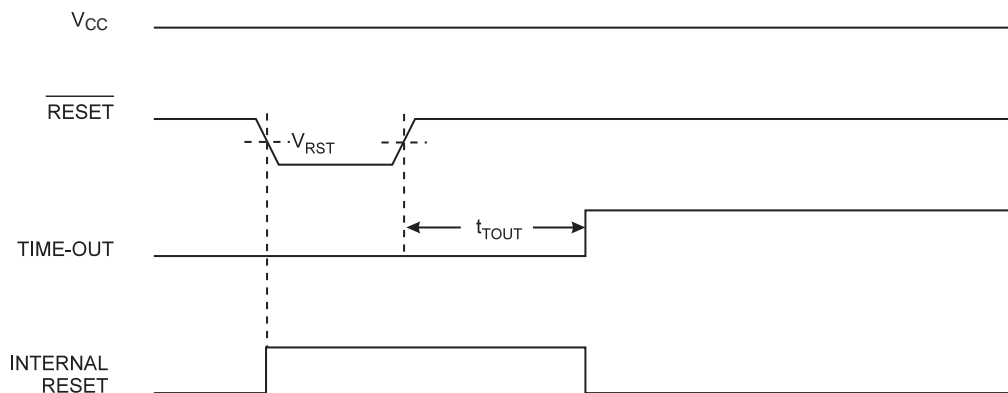 VCC
RESET
VRST
tTOUT
TIME-OUT
INTERNAL
RESET